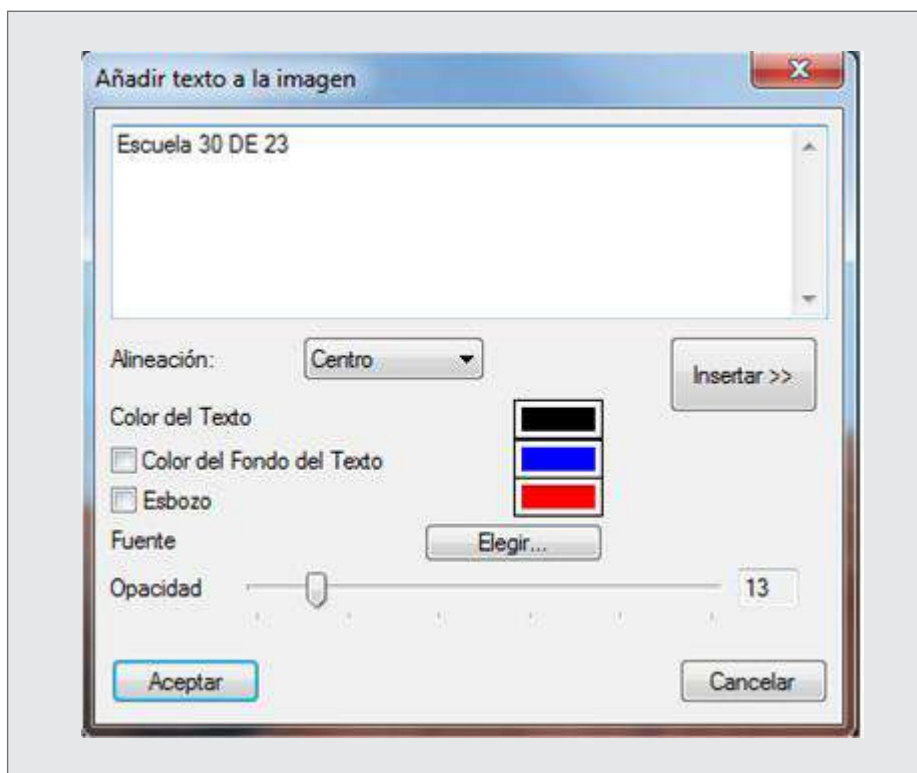 Añadir texto a la imagen
Escuela 30 DE 23
Alineación:
Centro
Insertar >>
Color del Texto
Color del Fondo del Texto
Esbozo
Fuente
Elegir...
Opacidad
13
Aceptar
Cancelar